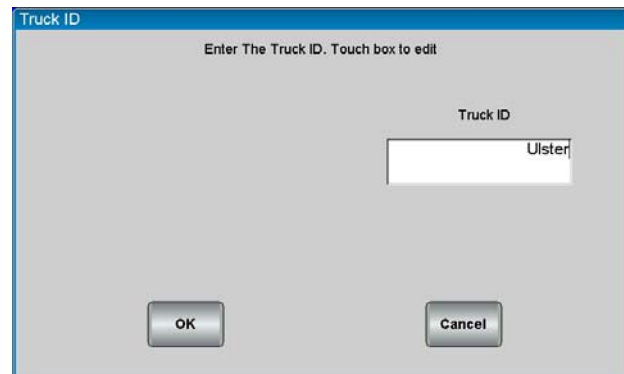 Truck ID
Enter The Truck ID. Touch box to edit
Truck ID
Ulster
OK
Cancel